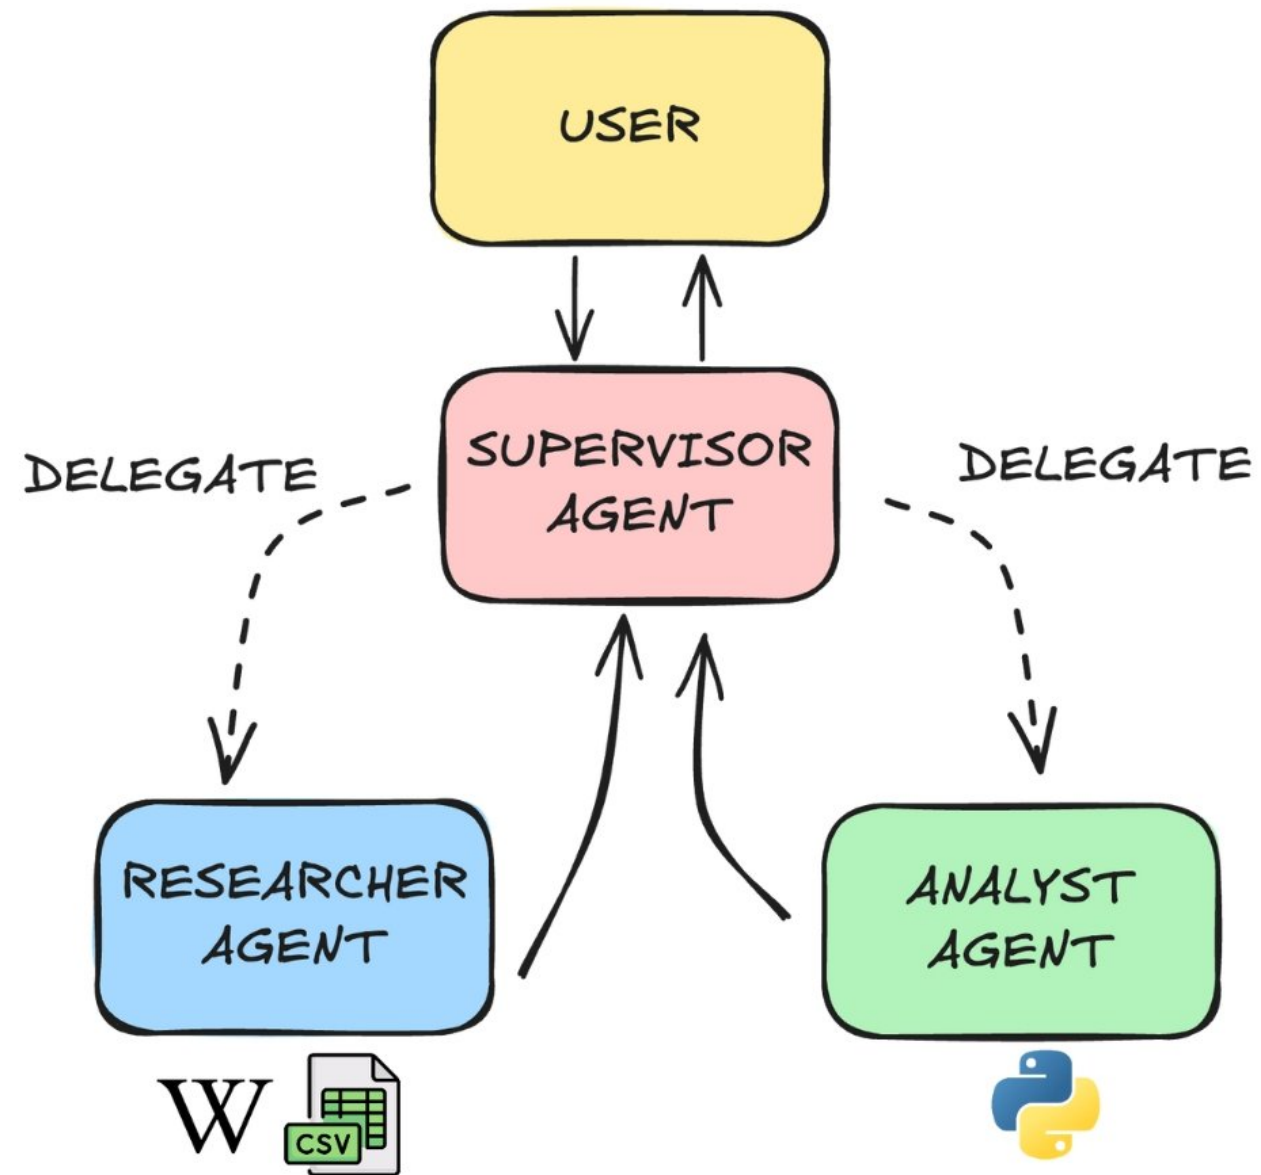 USER
SUPERVISOR
AGENT
DELEGATE
DELEGATE
RESEARCHER
AGENT
ANALYST
AGENT
W
CSV